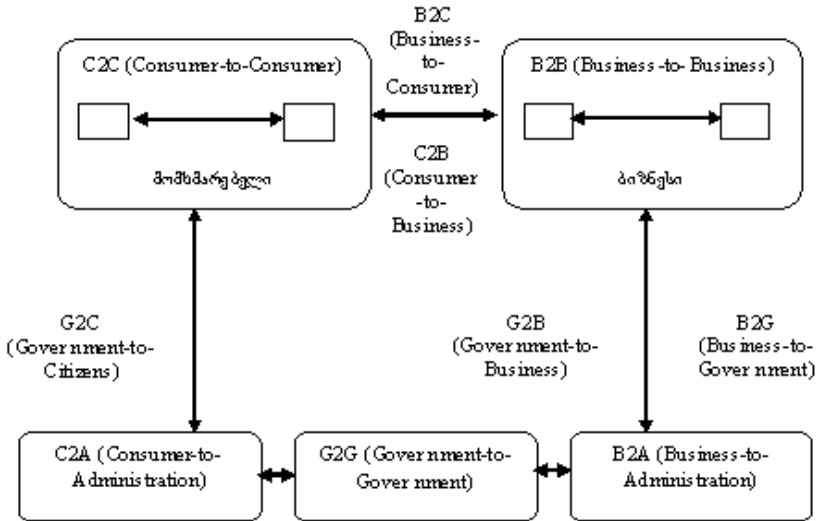 B2C
(Business-
to-
Consumer)
C2C (Consumer-to-Consumer)
B2B (Business-to-Business)
მომხმარებელი
C2B
(Consumer
-to-
Business)
ბიზნესი
G2C
(Government-to-
Citizens)
G2B
(Government-to-
Business)
B2G
(Business-to-
Government)
C2A (Consumer-to-
Administration)
G2G (Government-to-
Government)
B2A (Business-to-
Administration)